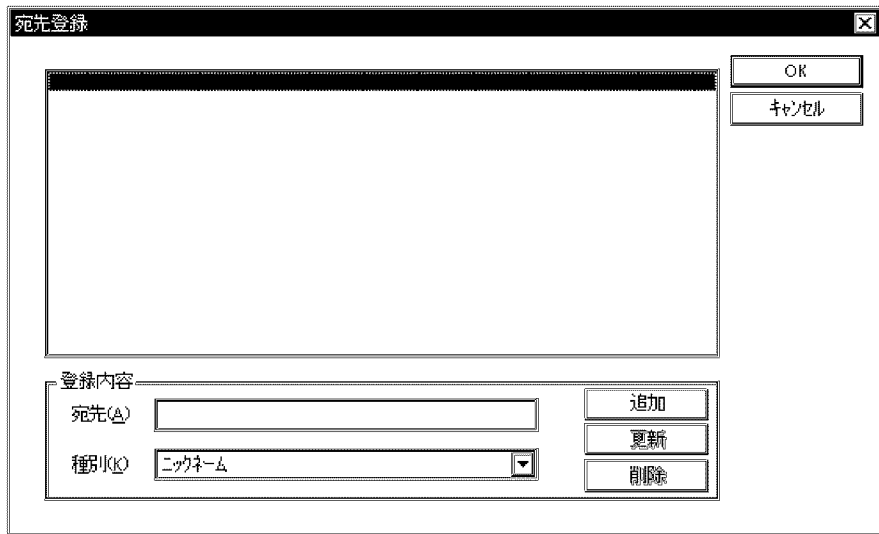 宛先登録
OK
キャンセル
登録内容
宛先(A)
追加
更新
種別(K)
ニックネーム
削除